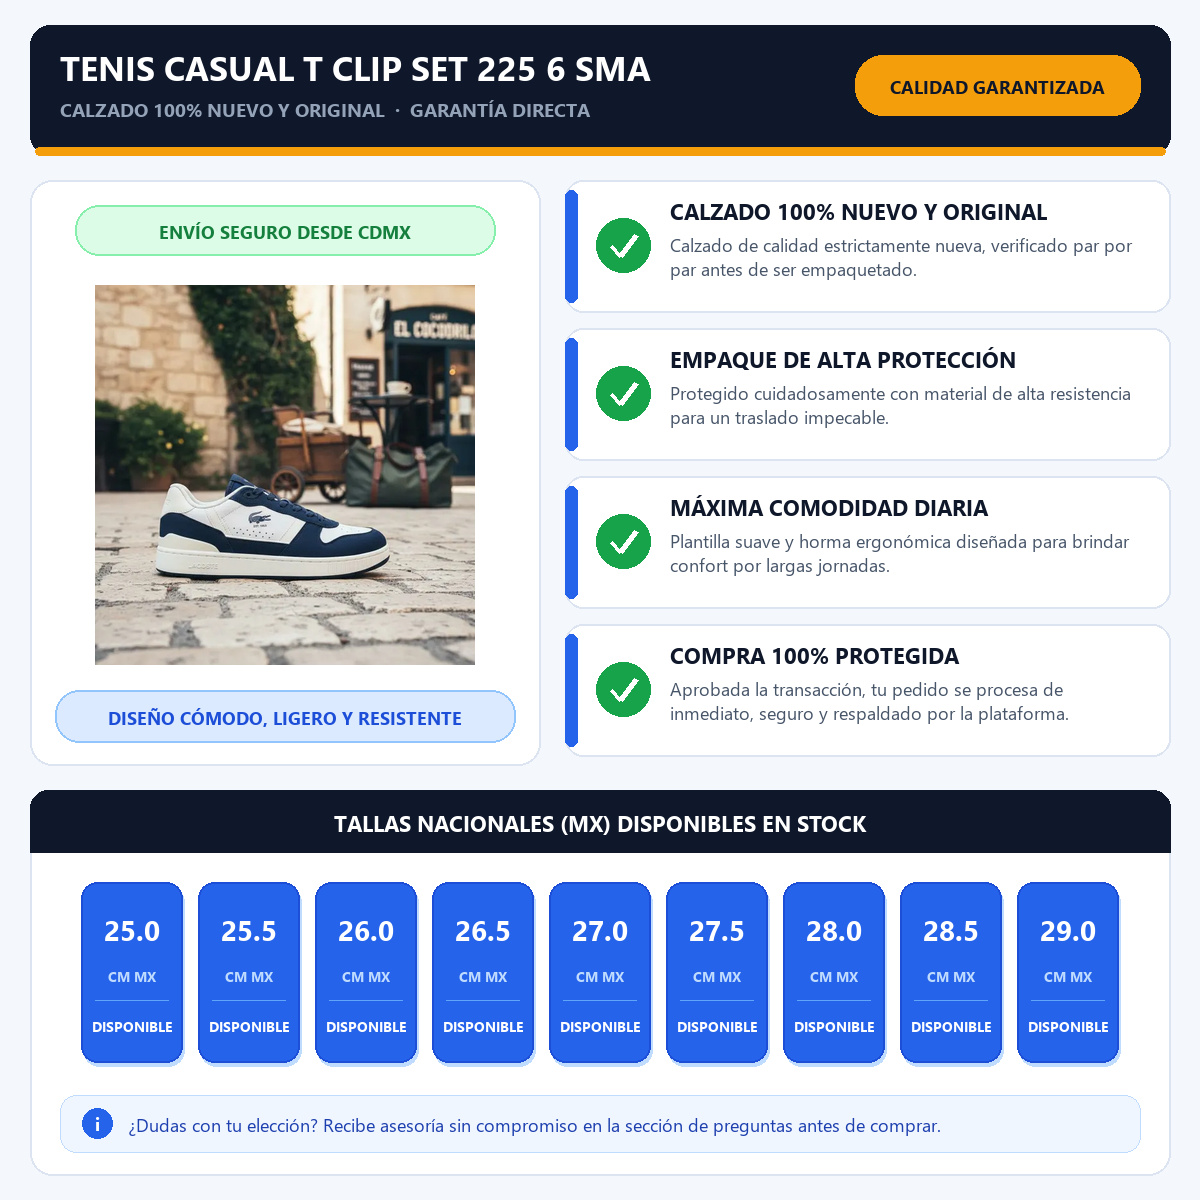 TENIS CASUAL T CLIP SET 225 6 SMA
CALZADO 100% NUEVO Y ORIGINAL · GARANTÍA DIRECTA
CALIDAD GARANTIZADA
ENVÍO SEGURO DESDE CDMX
EL COCODRIL
DISEÑO CÓMODO, LIGERO Y RESISTENTE
CALZADO 100% NUEVO Y ORIGINAL
Calzado de calidad estrictamente nueva, verificado par por
par antes de ser empaquetado.
EMPAQUE DE ALTA PROTECCIÓN
Protegido cuidadosamente con material de alta resistencia
para un traslado impecable.
MÁXIMA COMODIDAD DIARIA
Plantilla suave y horma ergonómica diseñada para brindar
confort por largas jornadas.
COMPRA 100% PROTEGIDA
Aprobada la transacción, tu pedido se procesa de
inmediato, seguro y respaldado por la plataforma.
TALLAS NACIONALES (MX) DISPONIBLES EN STOCK
25.0 25.5 26.0 26.5 27.0 27.5 28.0 28.5 29.0
CM MX CM MX CM MX CM MX CM MX CM MX CM MX CM MX CM MX
DISPONIBLE DISPONIBLE DISPONIBLE DISPONIBLE DISPONIBLE DISPONIBLE DISPONIBLE DISPONIBLE DISPONIBLE
i
¿Dudas con tu elección? Recibe asesoría sin compromiso en la sección de preguntas antes de comprar.